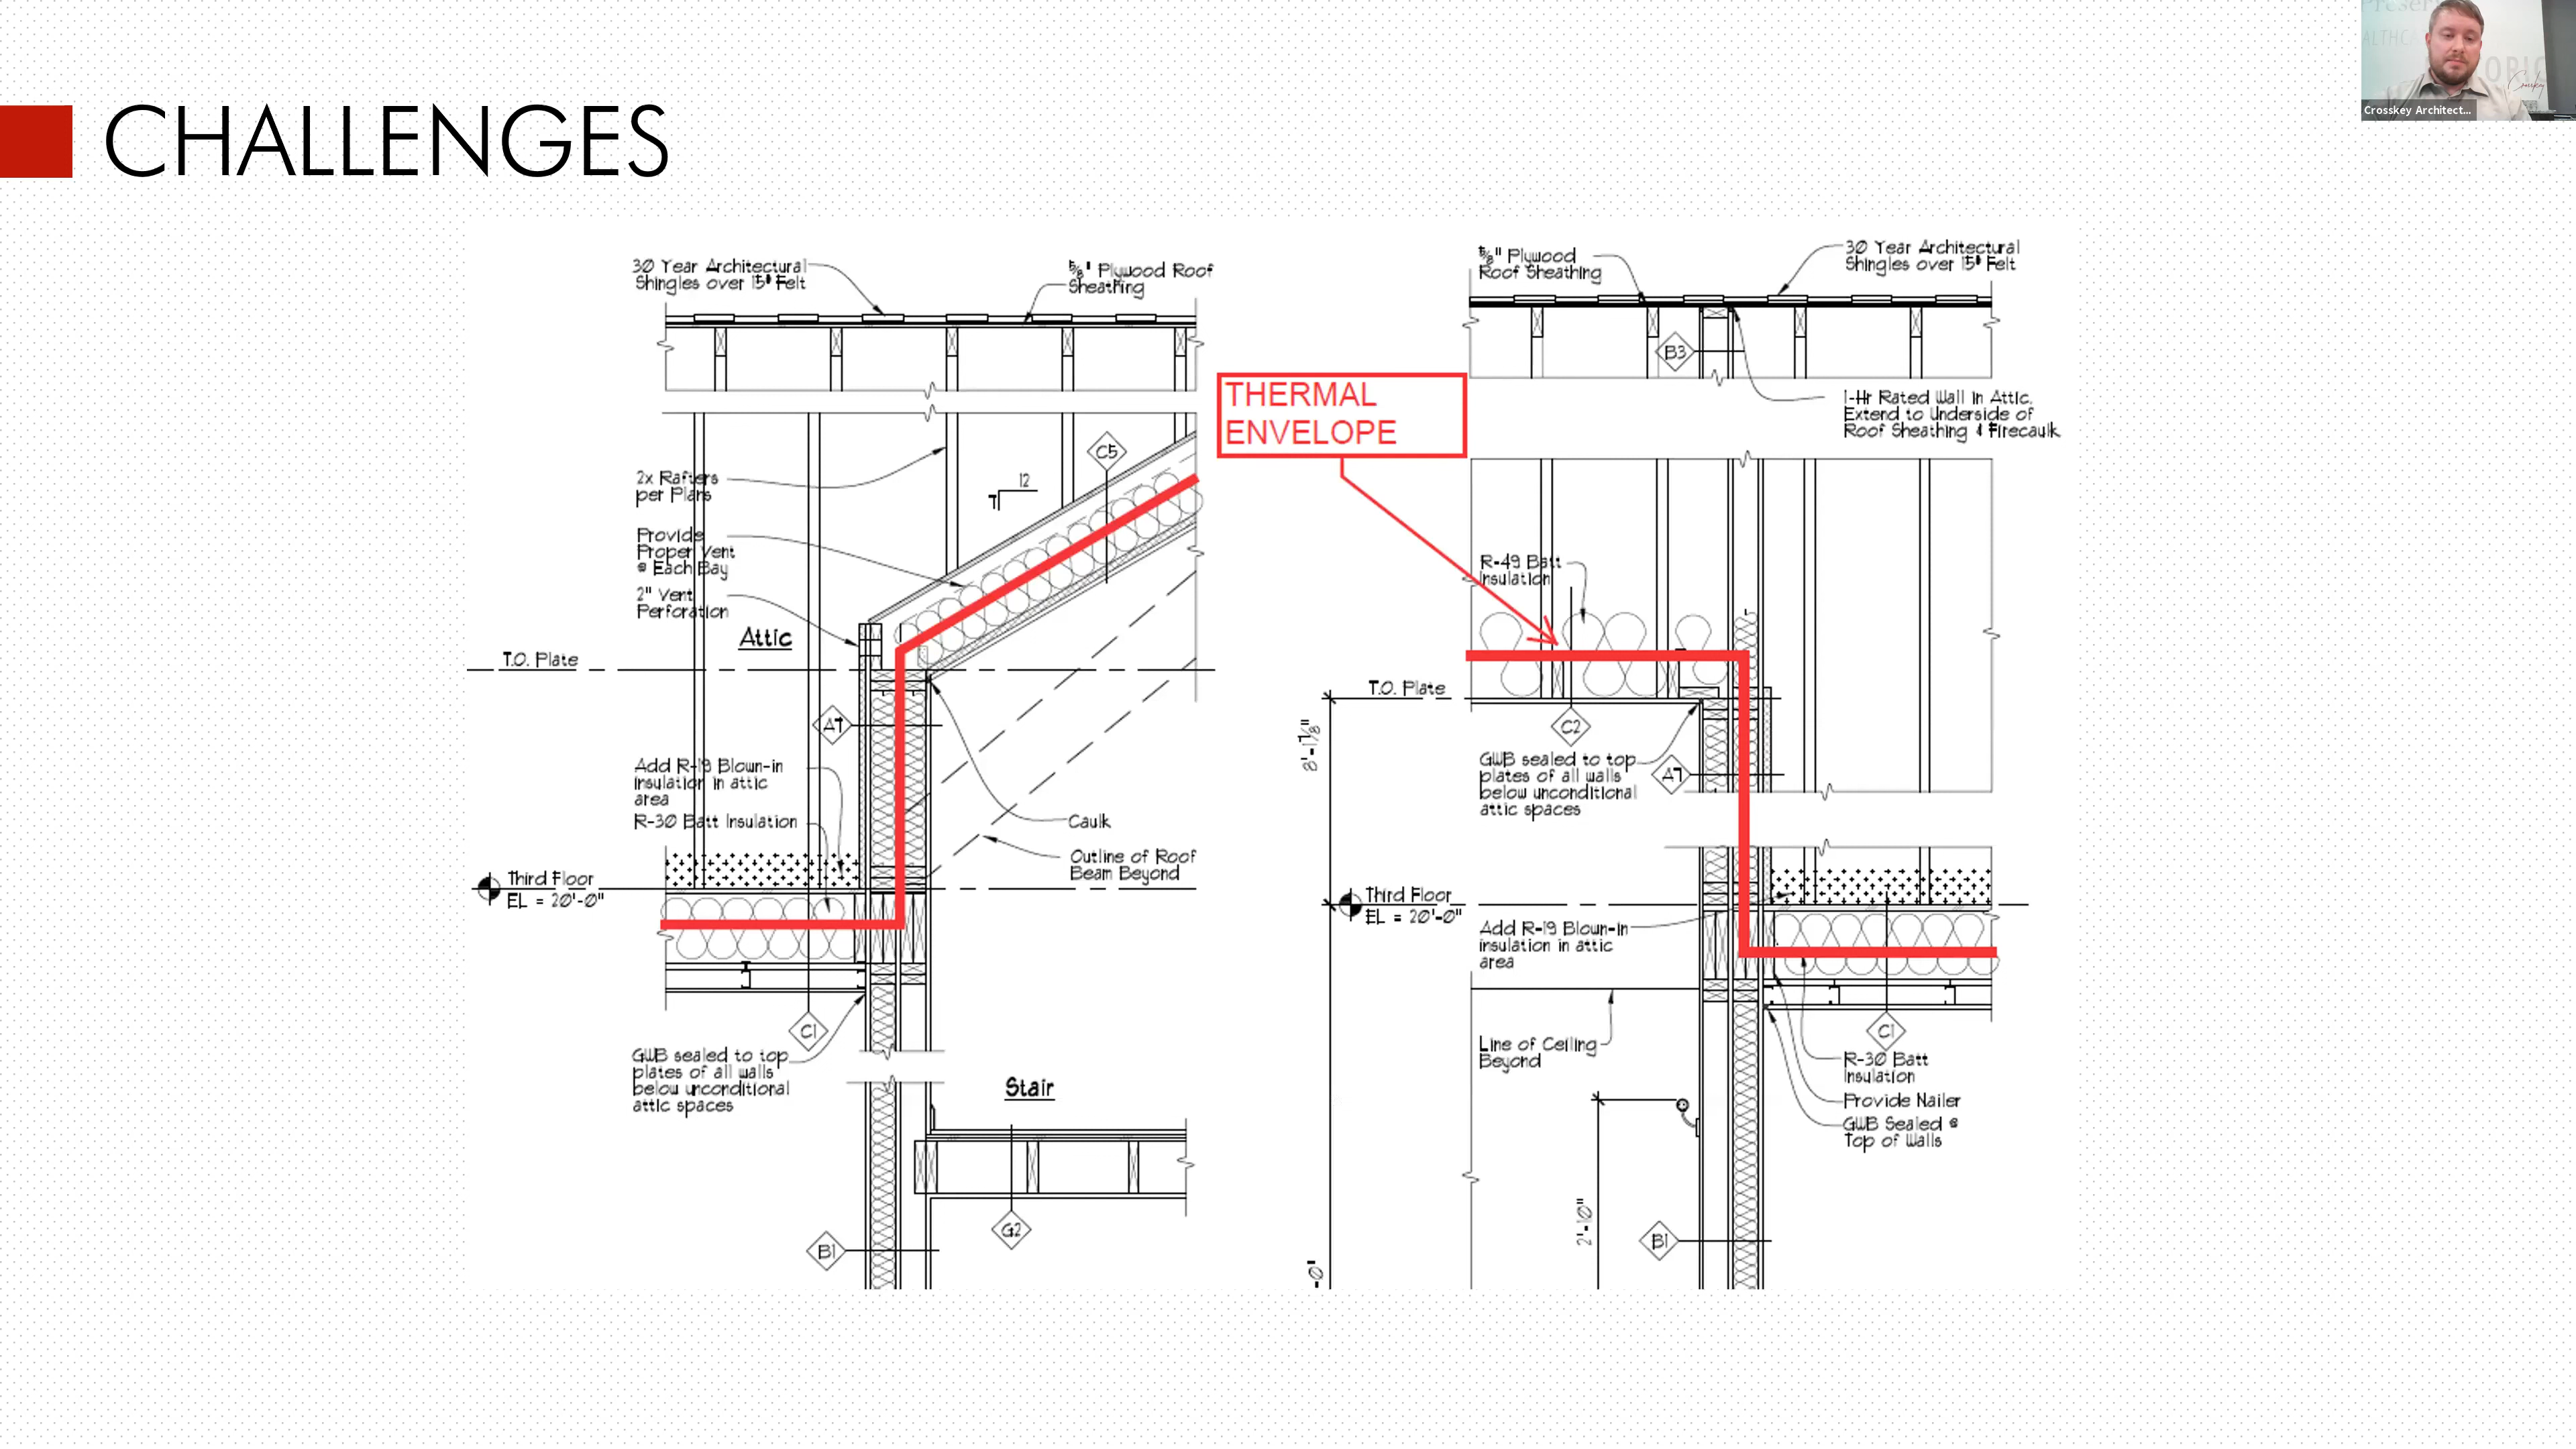 CHALLENGES
Crosskey Architect...
30 Year Architectural
Shingles over 15# Felt
5/8" Plywood Roof
Sheathing
C5
12
7
2x Rafters
per Plans
Provide
Proper Vent
@ Each Bay
2" Vent
Perforation
Attic
T.O. Plate
A7
Add R-19 Blown-in
insulation in attic
area
R-30 Batt Insulation
Caulk
Outline of Roof
Beam Beyond
Third Floor
EL = 20'-0"
C1
GWB sealed to top
plates of all walls
below unconditional
attic spaces
Stair
G2
B1
THERMAL
ENVELOPE
5/8" Plywood
Roof Sheathing
30 Year Architectural
Shingles over 15# Felt
B3
1-Hr Rated Wall in Attic.
Extend to Underside of
Roof Sheathing & Firecaulk
R-49 Batt
Insulation
T.O. Plate
C2
8'-1 1/8"
GWB sealed to top
plates of all walls
below unconditional
attic spaces
A7
Third Floor
EL = 20'-0"
Add R-19 Blown-in
insulation in attic
area
Line of Ceiling
Beyond
C1
R-30 Batt
Insulation
Provide Nailer
GWB Sealed @
Top of Walls
2'-10"
B1
-0"